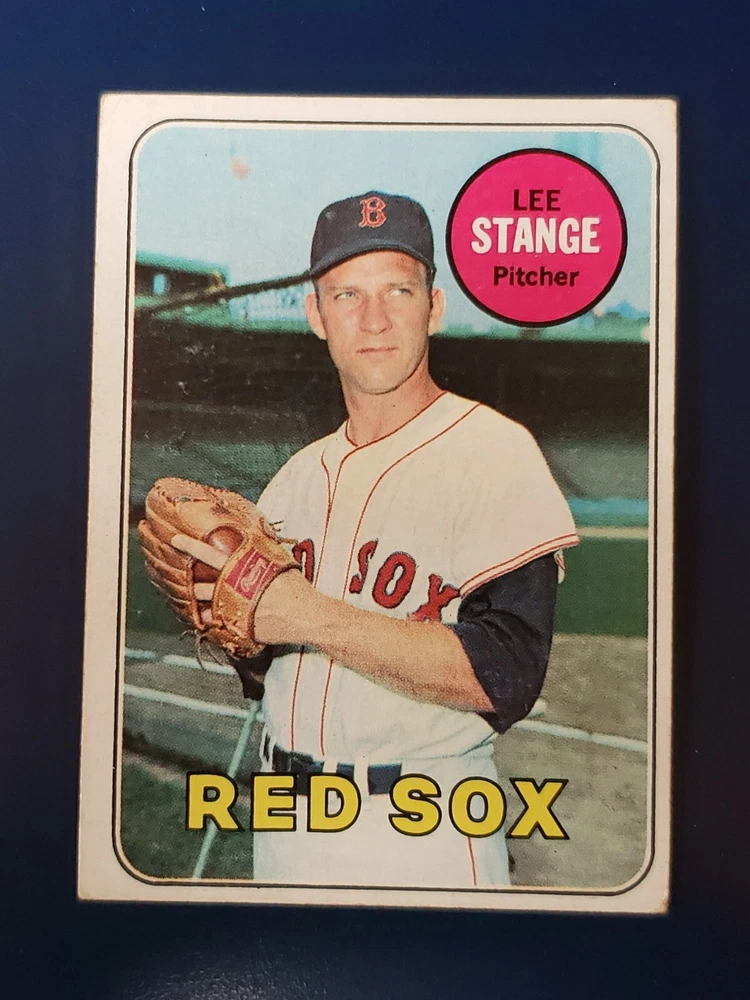 B
LEE
STANGE
Pitcher
D SOX
RED SOX